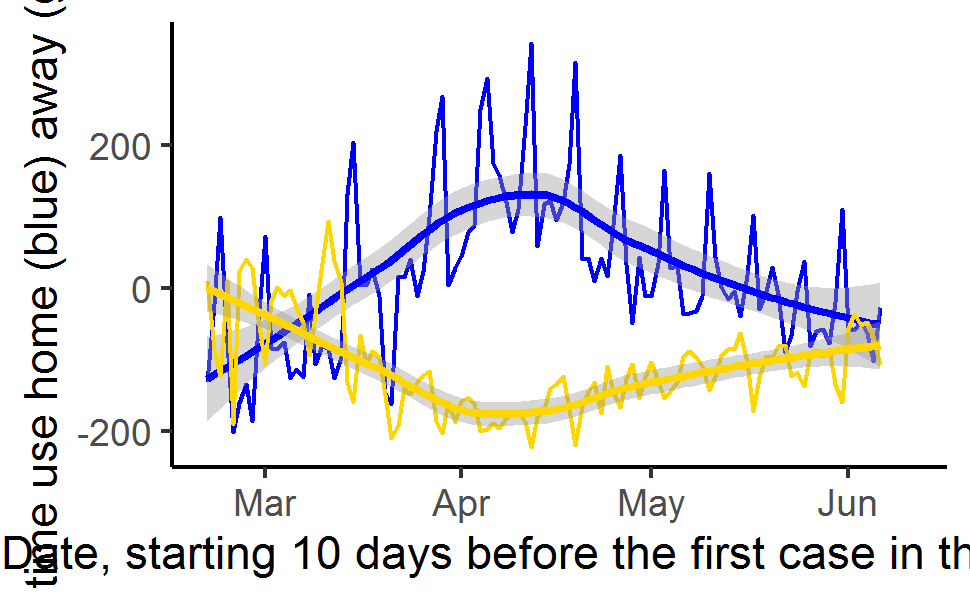 time use home (blue) away (
200
0
-200
Mar Apr May Jun
Date, starting 10 days before the first case in th